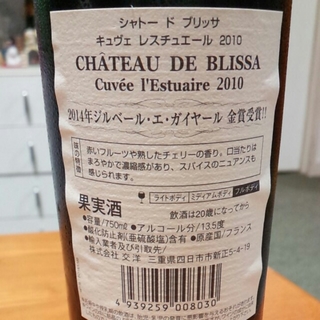 シャトー ド ブリッサ
キュヴェ レスチュエール 2010
CHATEAU DE BLISSA
Cuvée l'Estuaire 2010
2014年ジルベール・エ・ガイヤール 金賞受賞!!
味の特徴
赤いフルーツや熟したチェリーの香り。口当たりは
まろやかで濃縮感があり、スパイスのニュアンスも
感じられます。
ライトボディ ミディアムボディ フルボディ
果実酒 飲酒は20歳になってから
●容量/750ml ●アルコール分/13.5度
●酸化防止剤(亜硫酸塩)含有 ●原産国/フランス
●輸入業者及び引取先/
株式会社 交洋 三重県四日市市新正5-4-19
4 939259 008030